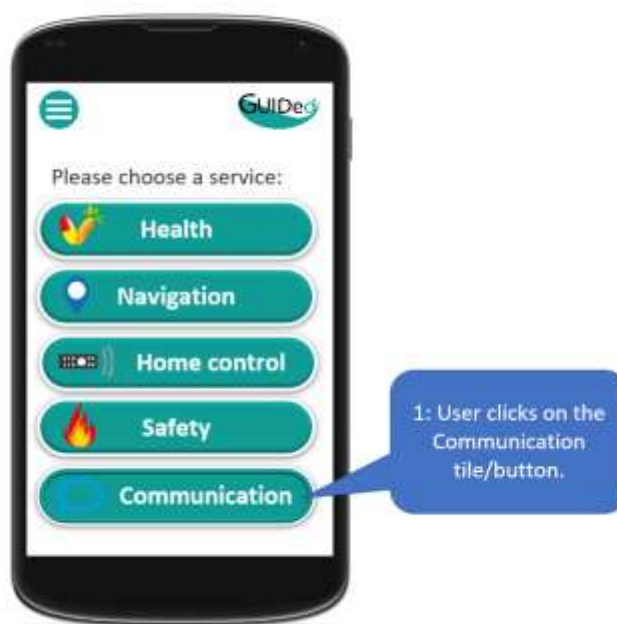 GUIDed
Please choose a service:
Health
Navigation
Home control
Safety
Communication
1: User clicks on the
Communication
tile/button.